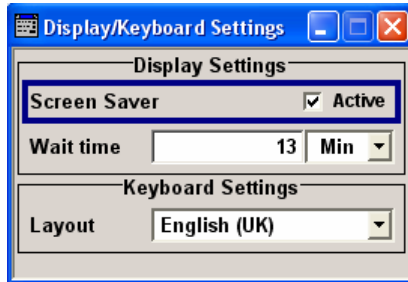 Display/Keyboard Settings
Display Settings
Screen Saver Active
Wait time 13 Min
Keyboard Settings
Layout English (UK)